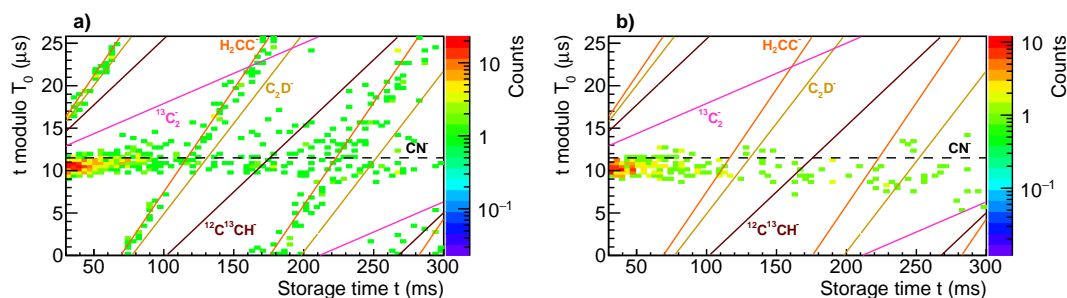 a)
t modulo T₀ (μs)
25
20
15
10
5
0
H₂CC⁻
C₂D⁻
¹³C₂⁻
CN⁻
¹²C¹³CH⁻
50 100 150 200 250 300
Storage time t (ms)
Counts
10
1
10⁻¹
b)
t modulo T₀ (μs)
25
20
15
10
5
0
H₂CC⁻
C₂D⁻
¹³C₂⁻
CN⁻
¹²C¹³CH⁻
50 100 150 200 250 300
Storage time t (ms)
Counts
10
1
10⁻¹